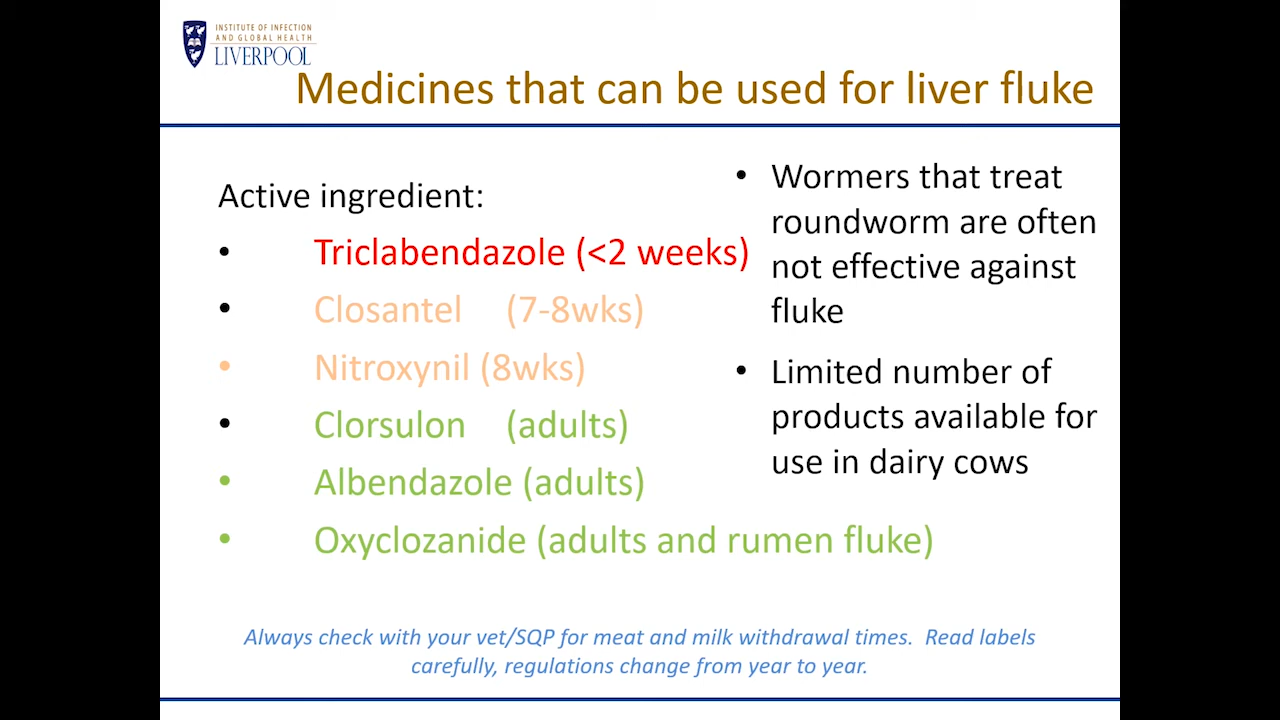 INSTITUTE OF INFECTION
AND GLOBAL HEALTH
LIVERPOOL
Medicines that can be used for liver fluke
Active ingredient:
• Triclabendazole (<2 weeks)
• Closantel (7-8wks)
• Nitroxynil (8wks)
• Clorsulon (adults)
• Albendazole (adults)
• Oxyclozanide (adults and rumen fluke)
• Wormers that treat
roundworm are often
not effective against
fluke
• Limited number of
products available for
use in dairy cows
Always check with your vet/SQP for meat and milk withdrawal times. Read labels
carefully, regulations change from year to year.